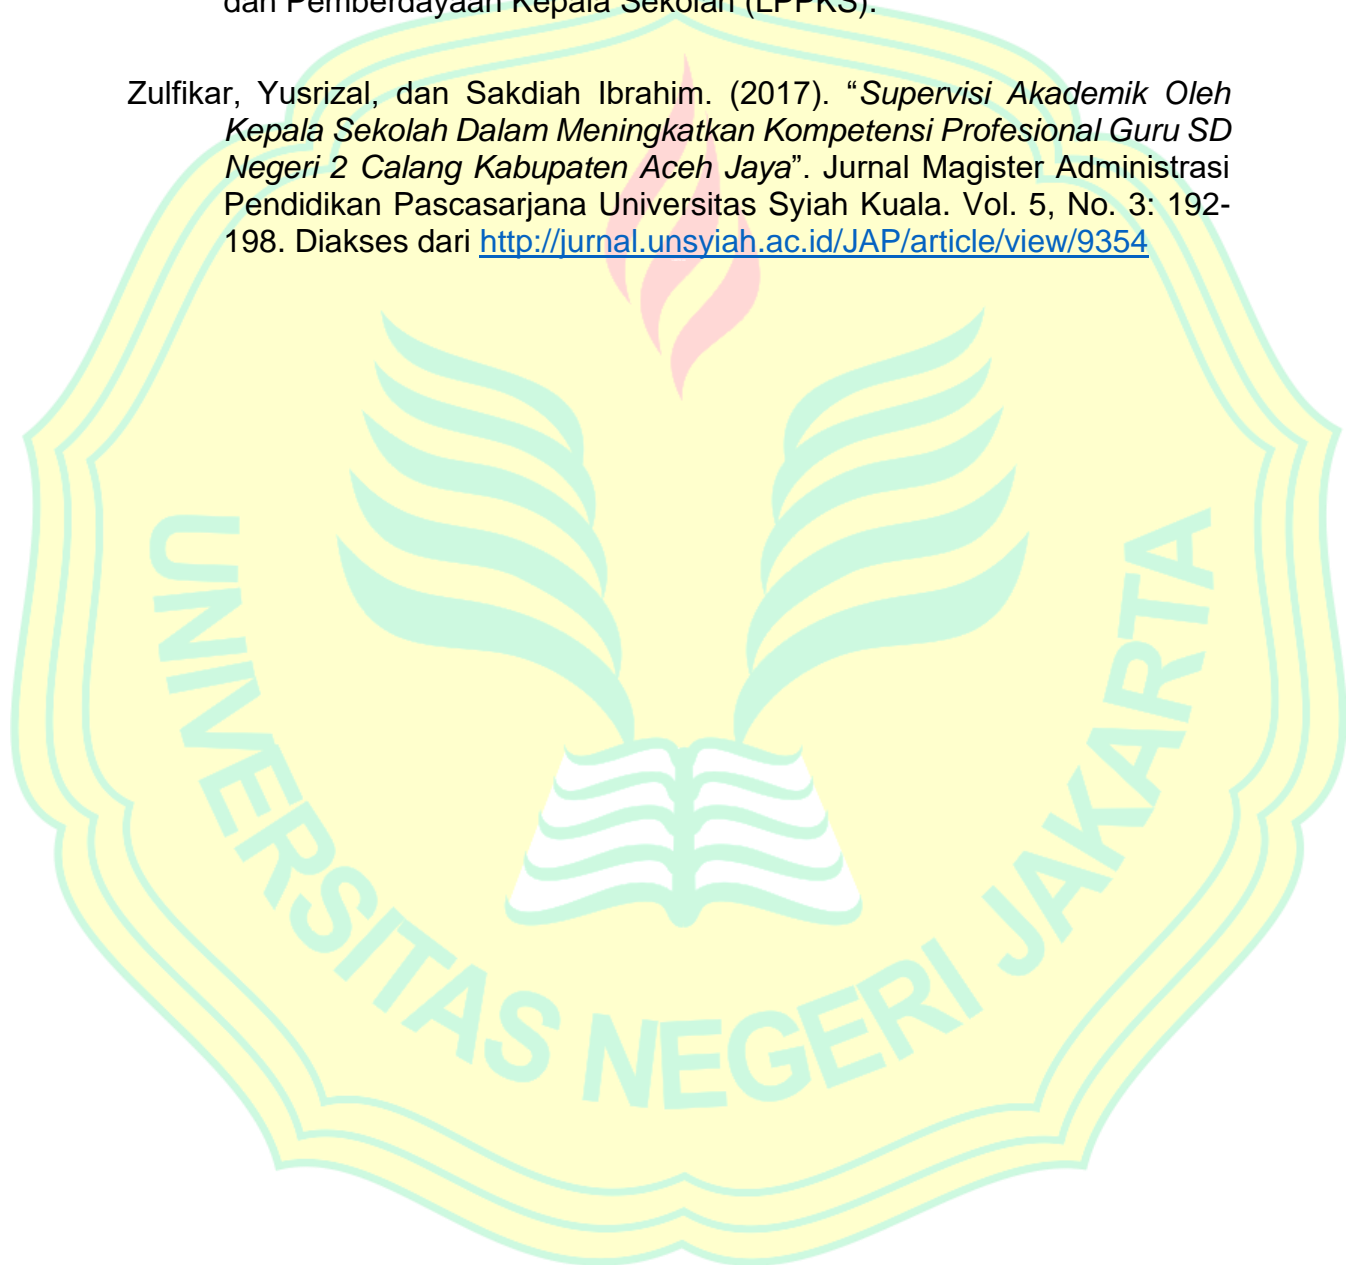 dan Pemberdayaan Kepala Sekolah (LPPKS).
Zulfikar, Yusrizal, dan Sakdiah Ibrahim. (2017). “Supervisi Akademik Oleh
Kepala Sekolah Dalam Meningkatkan Kompetensi Profesional Guru SD
Negeri 2 Calang Kabupaten Aceh Jaya”. Jurnal Magister Administrasi
Pendidikan Pascasarjana Universitas Syiah Kuala. Vol. 5, No. 3: 192-
198. Diakses dari http://jurnal.unsyiah.ac.id/JAP/article/view/9354
UNIVERSITAS NEGERI JAKARTA